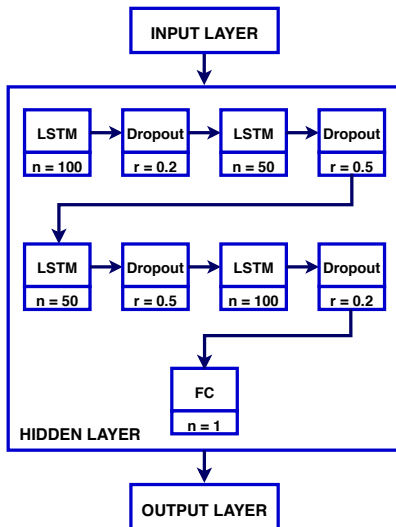 INPUT LAYER
LSTM
n = 100
Dropout
r = 0.2
LSTM
n = 50
Dropout
r = 0.5
LSTM
n = 50
Dropout
r = 0.5
LSTM
n = 100
Dropout
r = 0.2
FC
n = 1
HIDDEN LAYER
OUTPUT LAYER